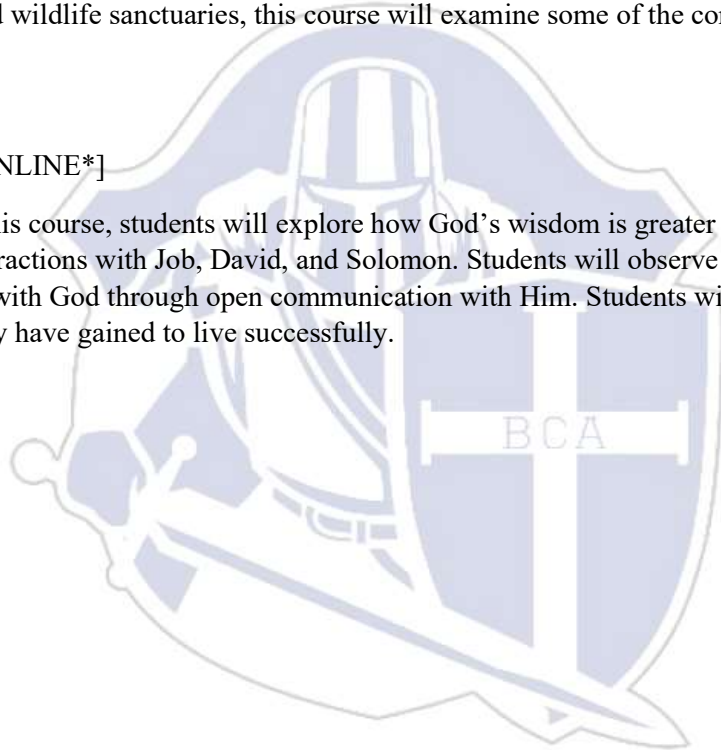 wildlife sanctuaries, this course will examine some of the
NLINE*]
is course, students will explore how God’s wisdom is greater
ractions with Job, David, and Solomon. Students will observe
with God through open communication with Him. Students
have gained to live successfully.
BCA